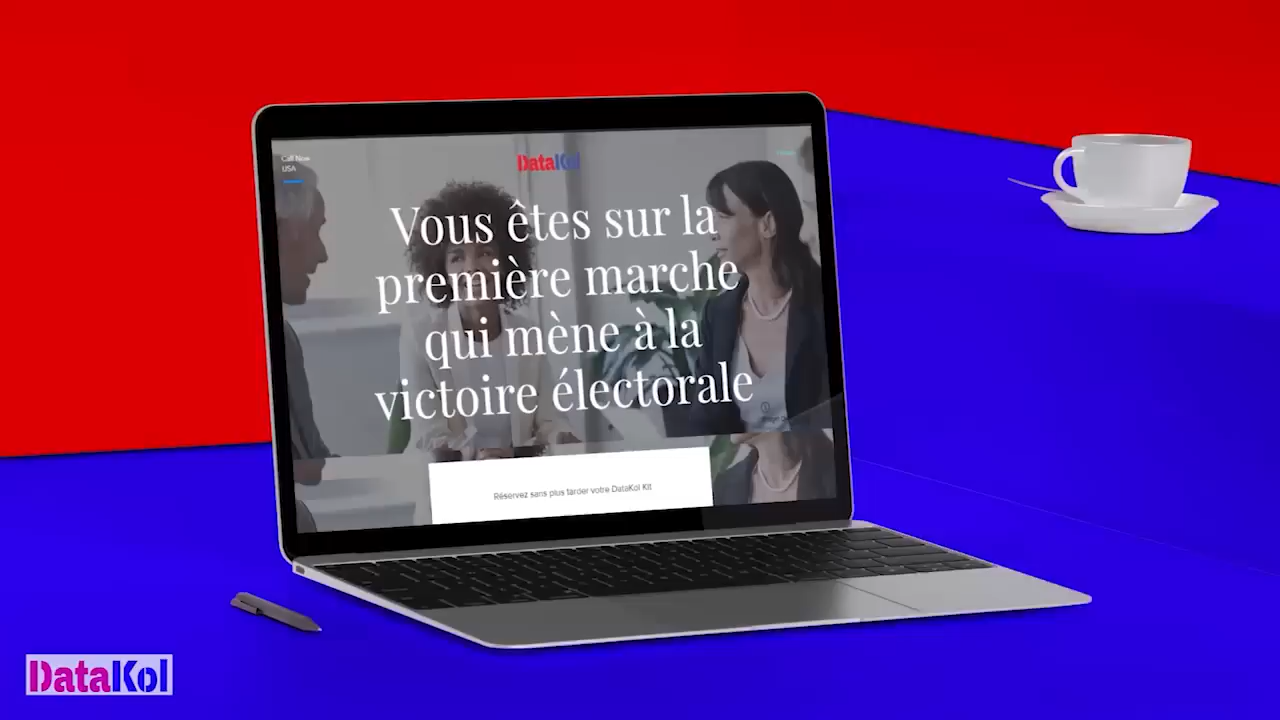 Call Now
USA
DataKol
Vous êtes sur la
première marche
qui mène à la
victoire électorale
Réservez sans plus tarder votre DataKol Kit
DataKol